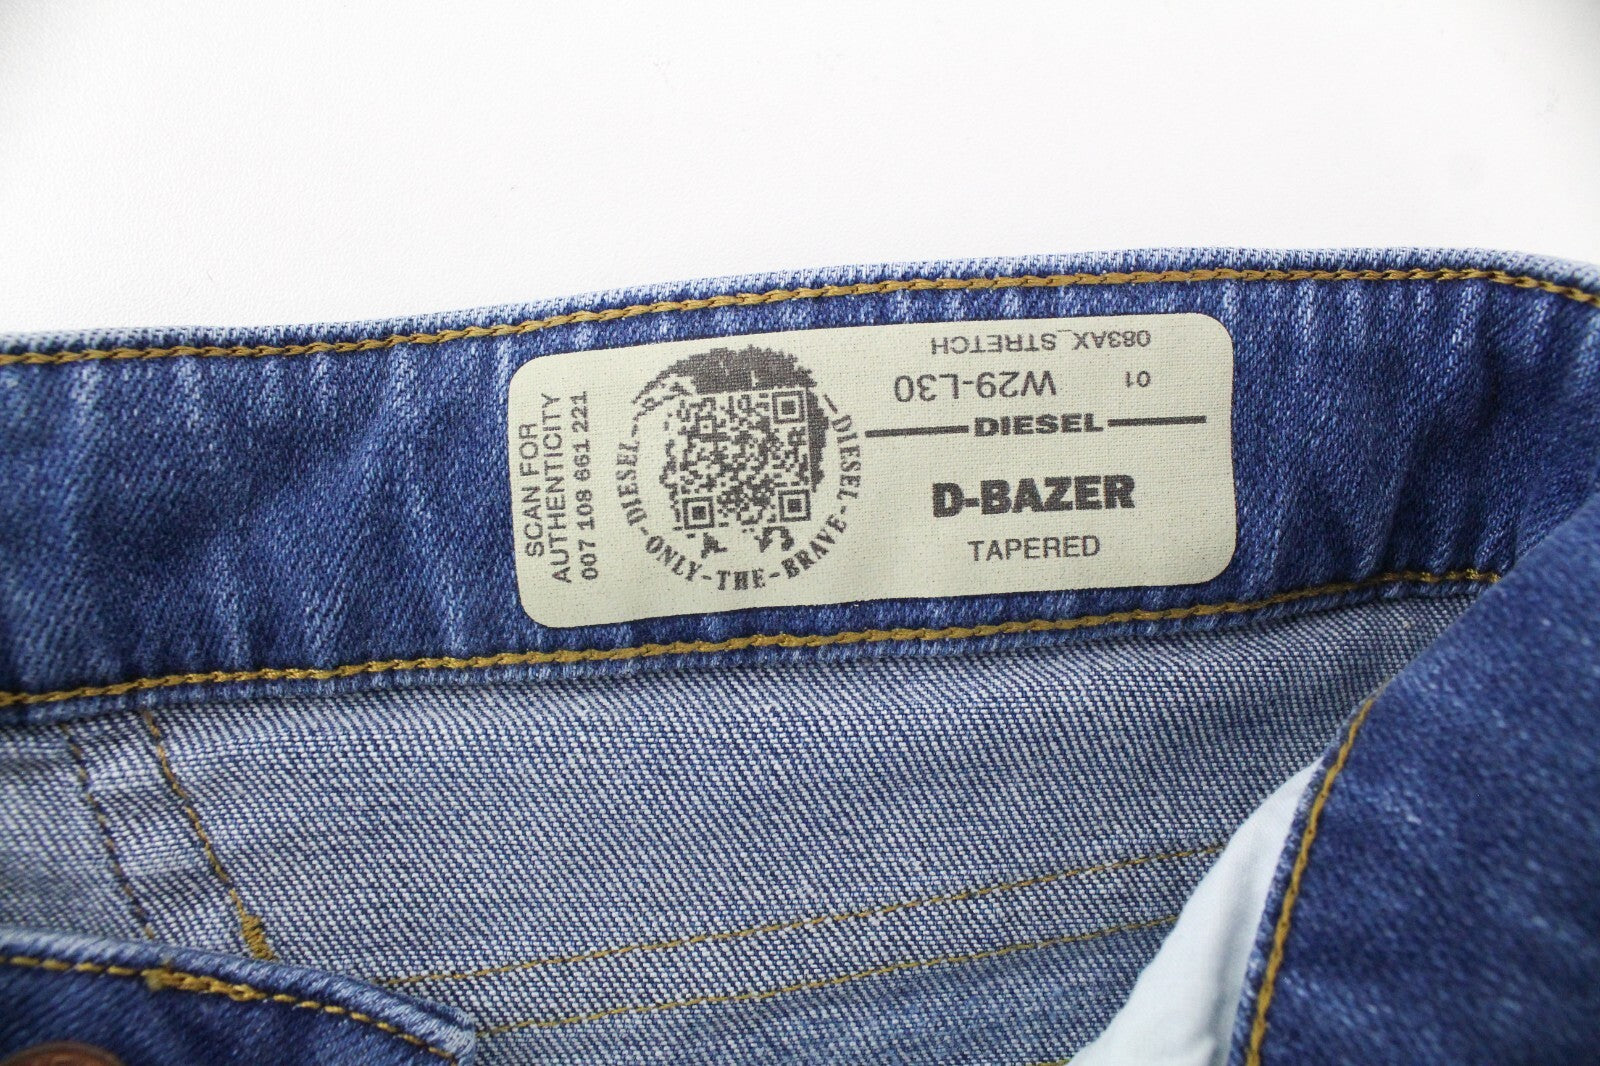 SCAN FOR
AUTHENTICITY
007 108 661 221
DIESEL-ONLY-THE-BRAVE-DIESEL
083AX_STRETCH
01
W29-L30
DIESEL
D-BAZER
TAPERED